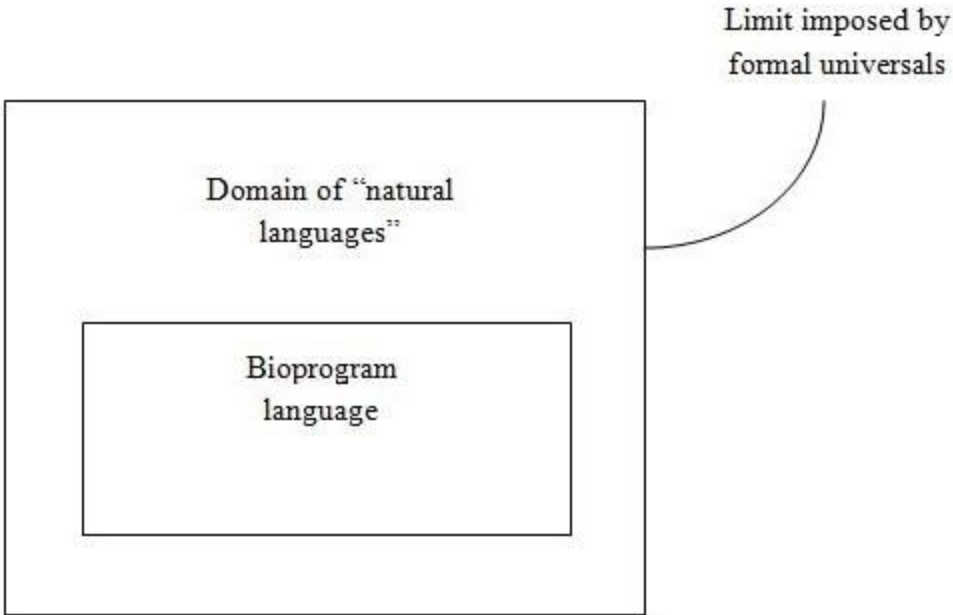 Limit imposed by
formal universals
Domain of “natural
languages”
Bioprogram
language